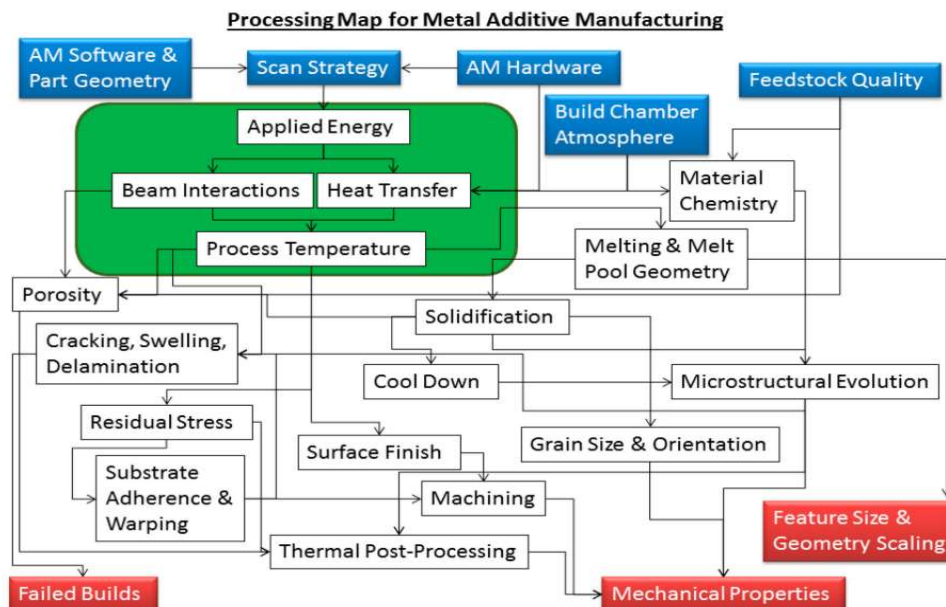 Processing Map for Metal Additive Manufacturing
AM Software &
Part Geometry
Scan Strategy
AM Hardware
Feedstock Quality
Build Chamber
Atmosphere
Applied Energy
Beam Interactions
Heat Transfer
Material
Chemistry
Process Temperature
Melting & Melt
Pool Geometry
Porosity
Solidification
Cracking, Swelling,
Delamination
Cool Down
Microstructural Evolution
Residual Stress
Surface Finish
Grain Size & Orientation
Substrate
Adherence &
Warping
Machining
Feature Size &
Geometry Scaling
Thermal Post-Processing
Failed Builds
Mechanical Properties